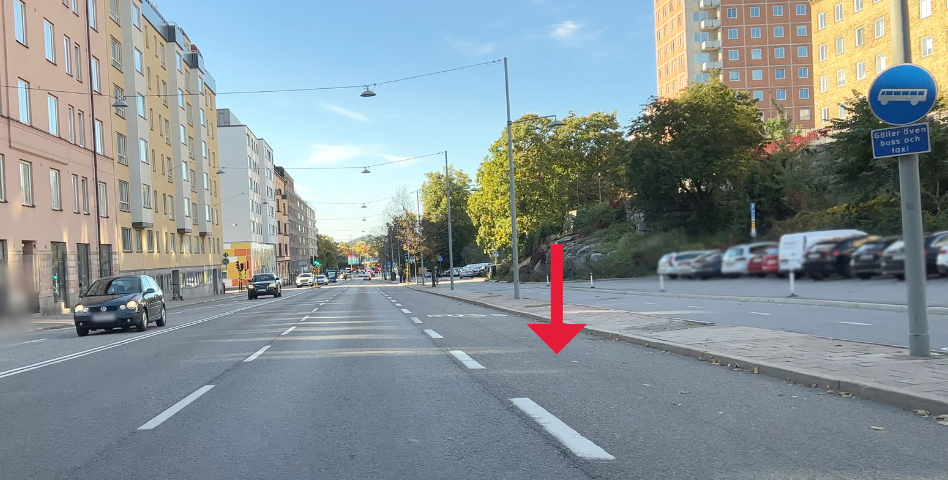 Gäller även
buss och
taxi